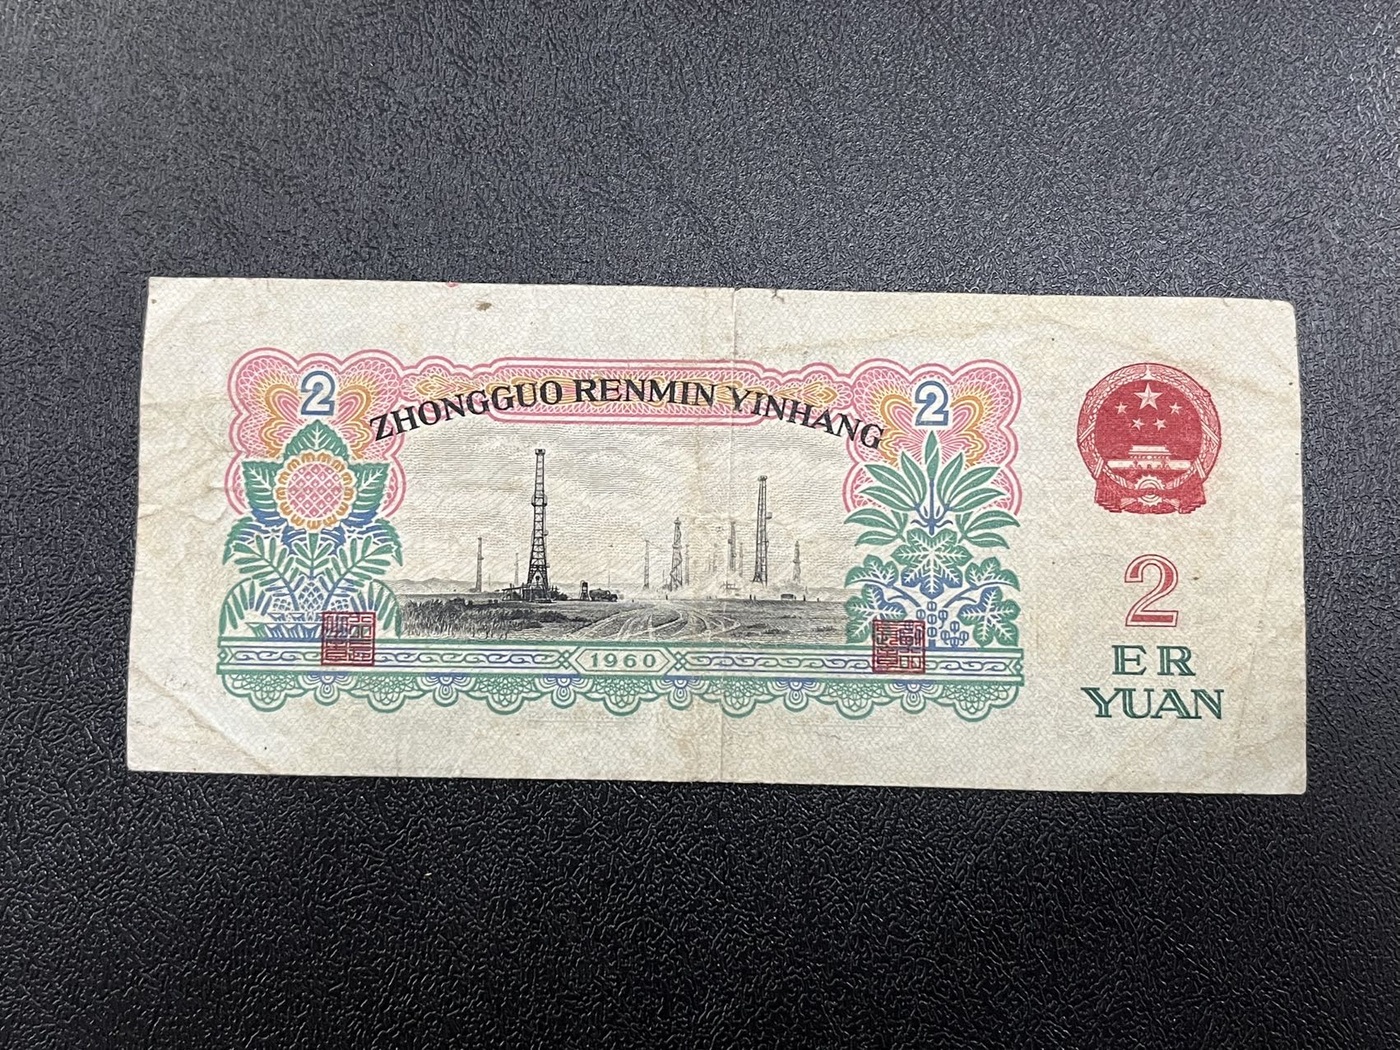 2
2
ZHONGGUO RENMIN YINHANG
1960
2
ER
YUAN